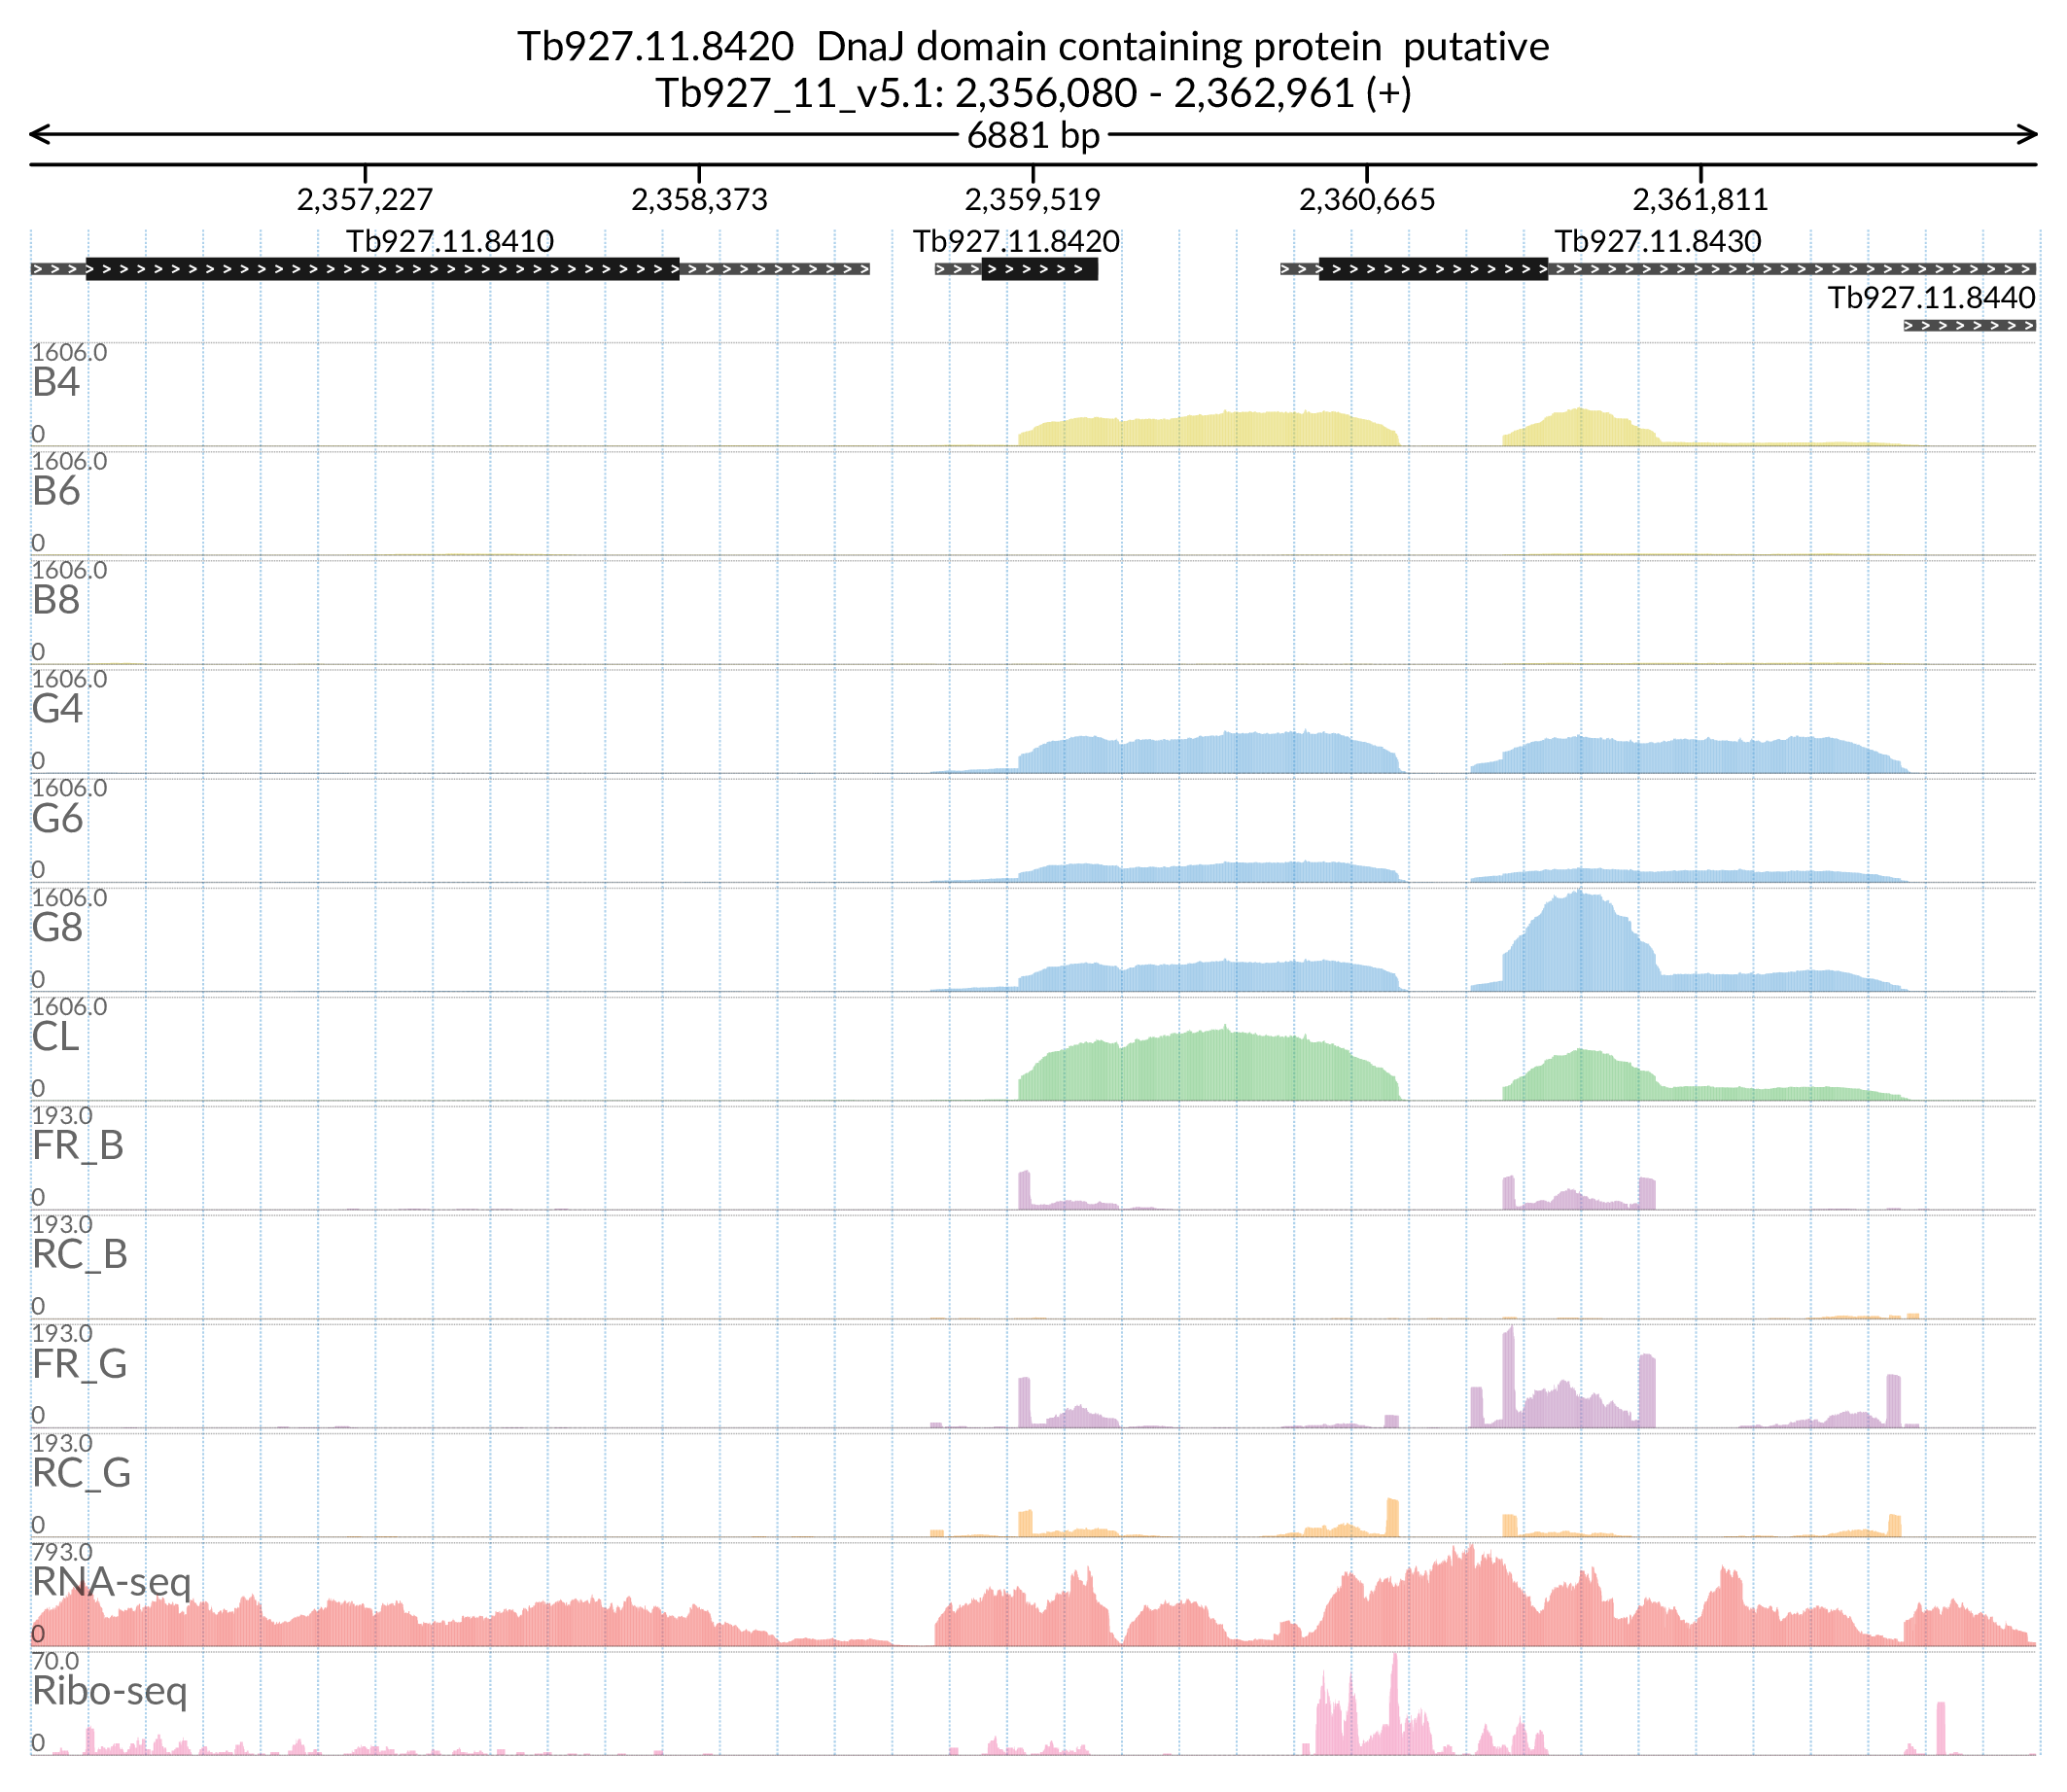 Tb927.11.8420  DnaJ domain containing protein  putative
Tb927_11_v5.1: 2,356,080 - 2,362,961 (+)
6881 bp
2,357,227 2,358,373 2,359,519 2,360,665 2,361,811
Tb927.11.8410 Tb927.11.8420 Tb927.11.8430
Tb927.11.8440
1606.0
B4
0
1606.0
B6
0
1606.0
B8
0
1606.0
G4
0
1606.0
G6
0
1606.0
G8
0
1606.0
CL
0
193.0
FR_B
0
193.0
RC_B
0
193.0
FR_G
0
193.0
RC_G
0
793.0
RNA-seq
0
70.0
Ribo-seq
0